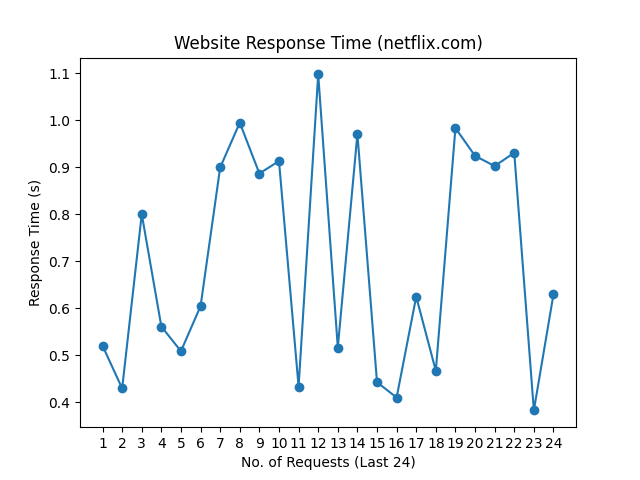 Website Response Time (netflix.com)
1.1
1.0
0.9
0.8
0.7
0.6
0.5
0.4
Response Time (s)
1 2 3 4 5 6 7 8 9 10 11 12 13 14 15 16 17 18 19 20 21 22 23 24
No. of Requests (Last 24)